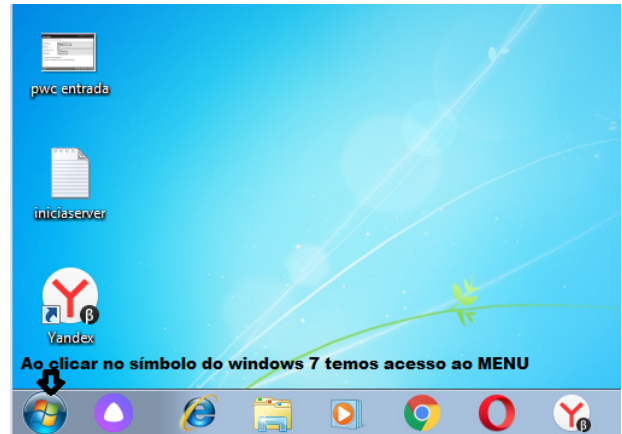 pwc entrada
iniciaserver
β
Yandex
Ao clicar no símbolo do windows 7 temos acesso ao MENU
β